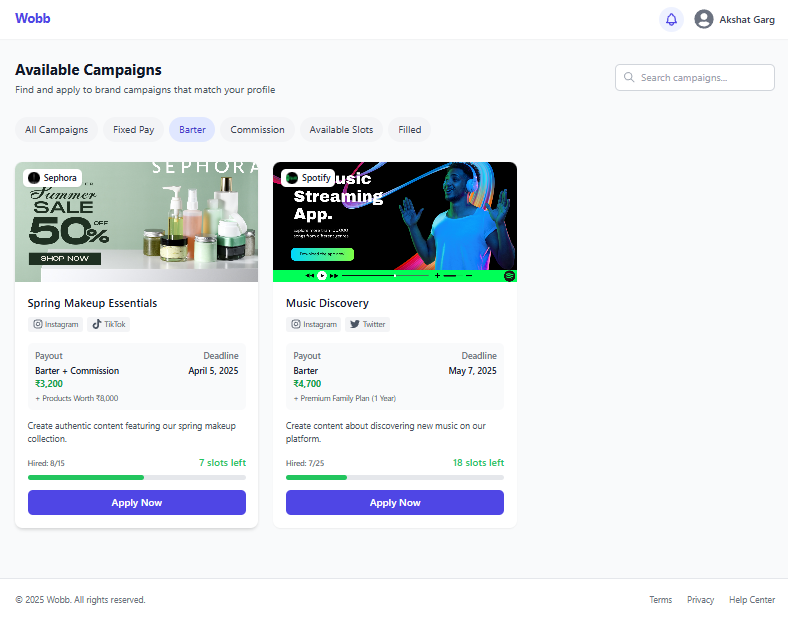 Wobb
Akshat Garg
Available Campaigns
Find and apply to brand campaigns that match your profile
Search campaigns...
All Campaigns
Fixed Pay
Barter
Commission
Available Slots
Filled
SEPHORA
Sephora
Summer
SALE
50%
OFF
SHOP NOW
Spring Makeup Essentials
Instagram
TikTok
Payout
Deadline
Barter + Commission
April 5, 2025
₹3,200
+ Products Worth ₹8,000
Create authentic content featuring our spring makeup
collection.
Hired: 8/15
7 slots left
Apply Now
Spotify
usic
Streaming
App.
Download the app now
Music Discovery
Instagram
Twitter
Payout
Deadline
Barter
May 7, 2025
₹4,700
+ Premium Family Plan (1 Year)
Create content about discovering new music on our
platform.
Hired: 7/25
18 slots left
Apply Now
© 2025 Wobb. All rights reserved.
Terms
Privacy
Help Center